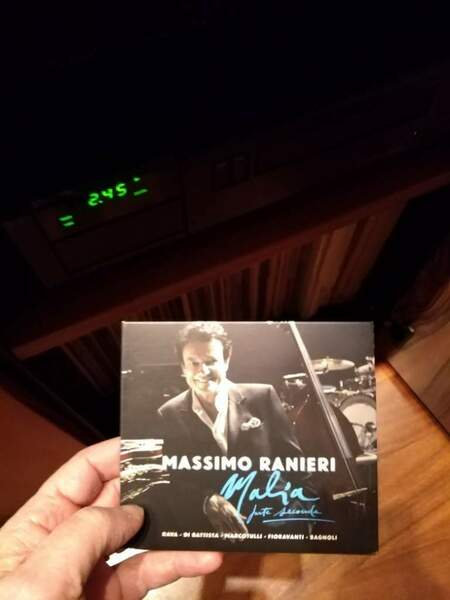 2.45
MASSIMO RANIERI
Malìa
parte seconda
RAVA - DI BATTISTA - MARCOTULLI - FIORAVANTI - BAGNOLI